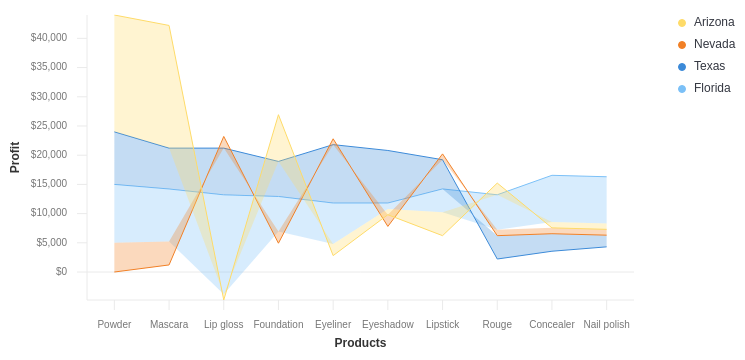 Arizona
Nevada
Texas
Florida
Profit
$40,000
$35,000
$30,000
$25,000
$20,000
$15,000
$10,000
$5,000
$0
Powder Mascara Lip gloss Foundation Eyeliner Eyeshadow Lipstick Rouge Concealer Nail polish
Products